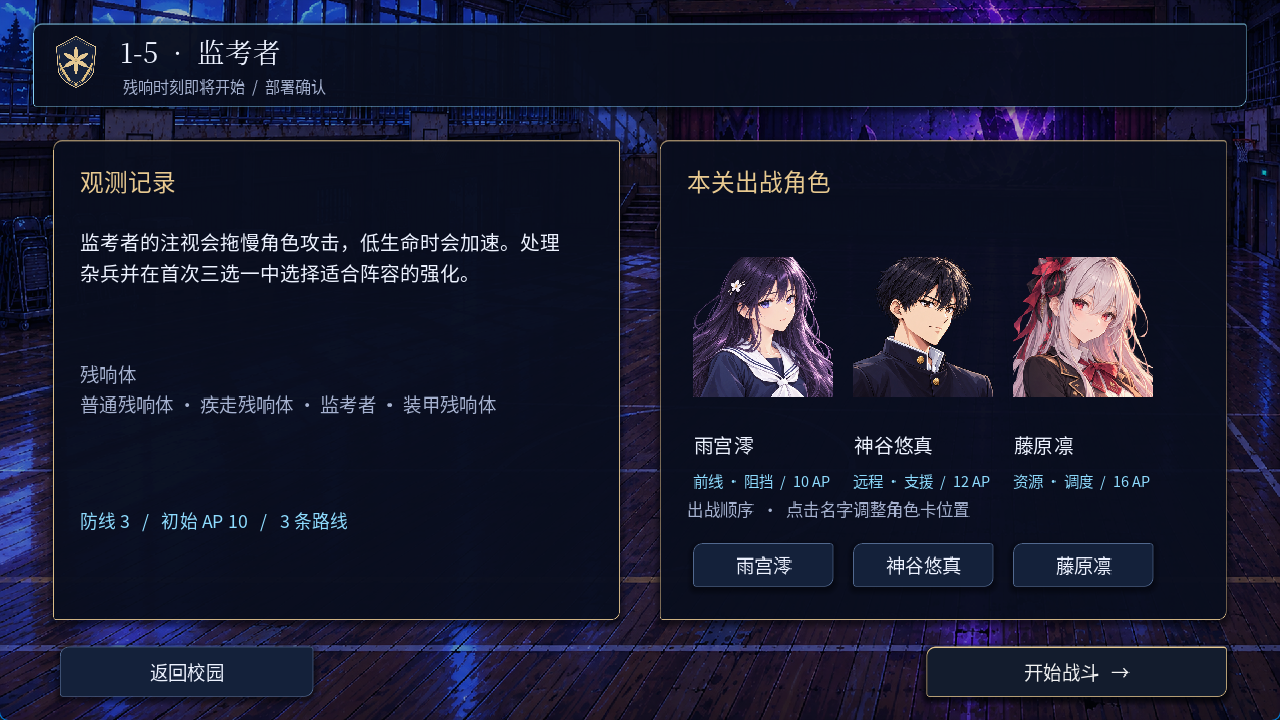 1-5 · 监考者
残响时刻即将开始 / 部署确认
观测记录
监考者的注视会拖慢角色攻击，低生命时会加速。处理
杂兵并在首次三选一中选择适合阵容的强化。
残响体
普通残响体 · 疾走残响体 · 监考者 · 装甲残响体
防线 3 / 初始 AP 10 / 3 条路线
本关出战角色
雨宫澪 神谷悠真 藤原凛
前线 · 阻挡 / 10 AP 远程 · 支援 / 12 AP 资源 · 调度 / 16 AP
出战顺序 · 点击名字调整角色卡位置
雨宫澪 神谷悠真 藤原凛
返回校园
开始战斗 →